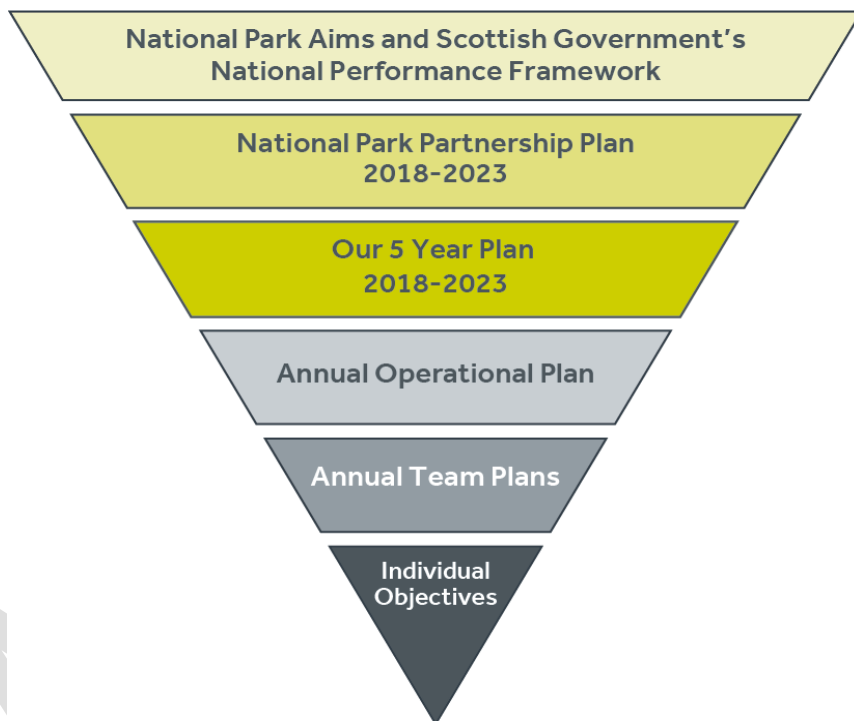 National Park Aims and Scottish Government's
National Performance Framework
National Park Partnership Plan
2018-2023
Our 5 Year Plan
2018-2023
Annual Operational Plan
Annual Team Plans
Individual
Objectives